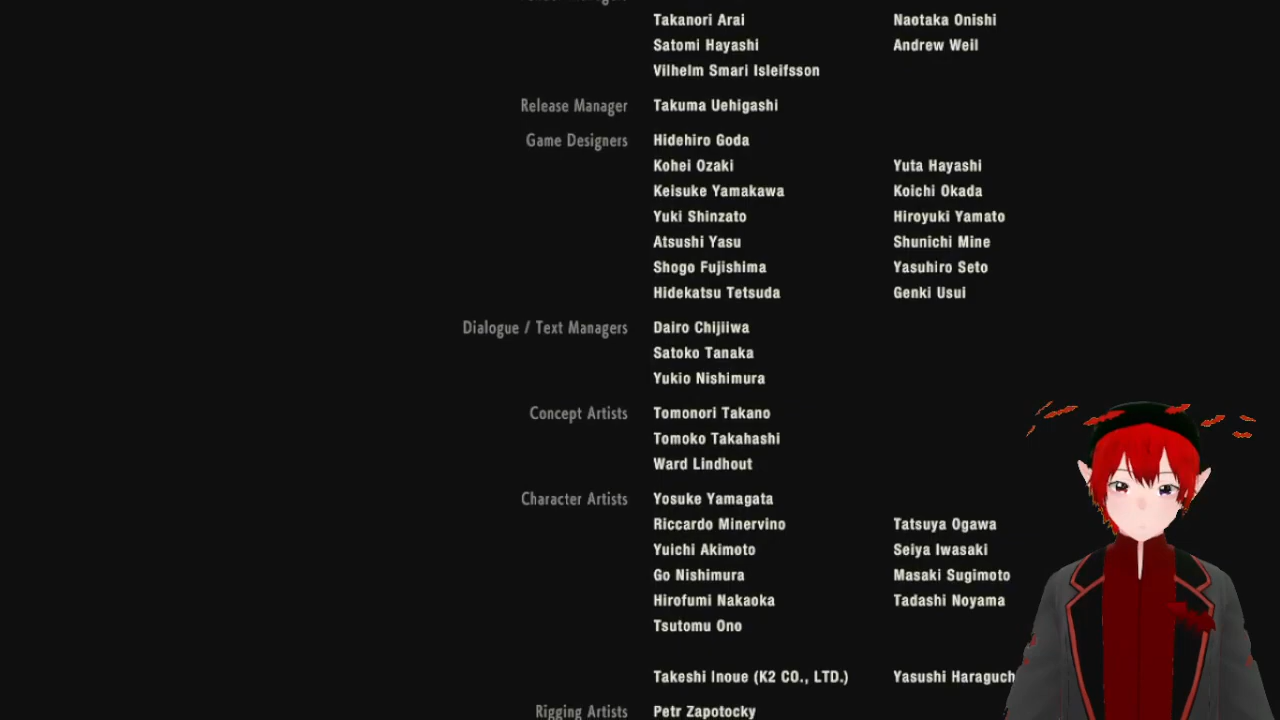 Takanori Arai Naotaka Onishi
Satomi Hayashi Andrew Weil
Vilhelm Smari Isleifsson
Release Manager Takuma Uehigashi
Game Designers Hidehiro Goda
Kohei Ozaki Yuta Hayashi
Keisuke Yamakawa Koichi Okada
Yuki Shinzato Hiroyuki Yamato
Atsushi Yasu Shunichi Mine
Shogo Fujishima Yasuhiro Seto
Hidekatsu Tetsuda Genki Usui
Dialogue / Text Managers Dairo Chijiiwa
Satoko Tanaka
Yukio Nishimura
Concept Artists Tomonori Takano
Tomoko Takahashi
Ward Lindhout
Character Artists Yosuke Yamagata
Riccardo Minervino Tatsuya Ogawa
Yuichi Akimoto Seiya Iwasaki
Go Nishimura Masaki Sugimoto
Hirofumi Nakaoka Tadashi Noyama
Tsutomu Ono
Takeshi Inoue (K2 CO., LTD.) Yasushi Haraguch
Rigging Artists Petr Zapotocky